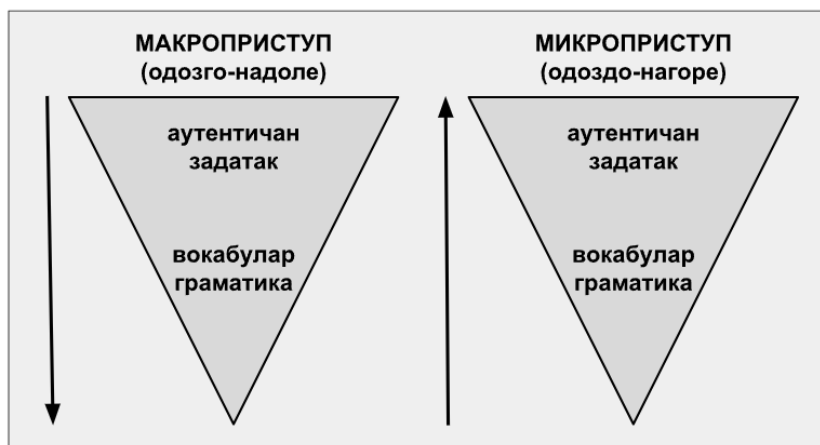 МАКРОПРИСТУП
(одозго-надоле)
аутентичан
задатак
вокабулар
граматика
МИКРОПРИСТУП
(одоздо-нагоре)
аутентичан
задатак
вокабулар
граматика